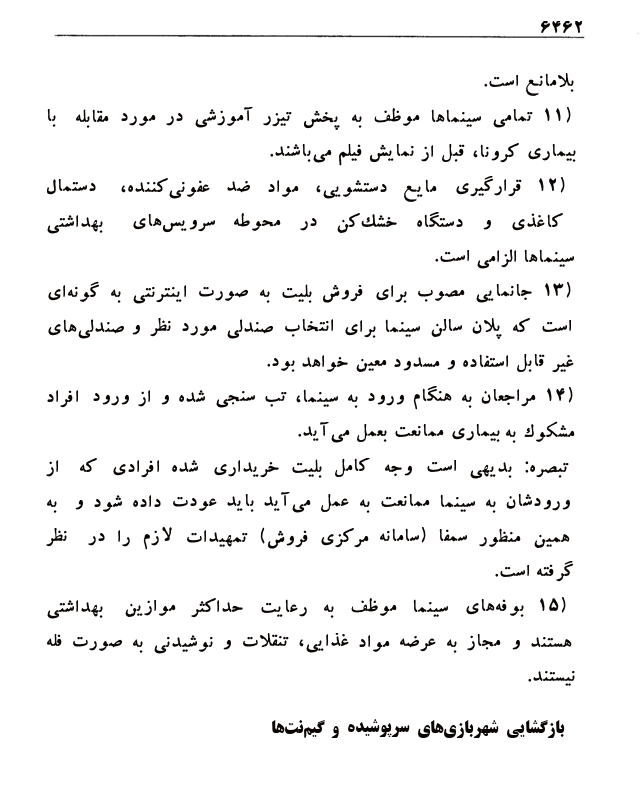 ۶۴۶۲
بلامانع است.
۱۱) تمامی سینماها موظف به پخش تیزر آموزشی در مورد مقابله با
بیماری کرونا، قبل از نمایش فیلم می‌باشند.
۱۲) قرارگیری مایع دستشویی، مواد ضد عفونی‌کننده، دستمال
کاغذی و دستگاه خشك‌کن در محوطه سرویس‌های بهداشتی
سینماها الزامی است.
۱۳) جانمایی مصوب برای فروش بلیت به صورت اینترنتی به گونه‌ای
است که پلان سالن سینما برای انتخاب صندلی مورد نظر و صندلی‌های
غیر قابل استفاده و مسدود معین خواهد بود.
۱۴) مراجعان به هنگام ورود به سینما، تب سنجی شده و از ورود افراد
مشکوك به بیماری ممانعت بعمل می‌آید.
تبصره: بدیهی است وجه کامل بلیت خریداری شده افرادی که از
ورودشان به سینما ممانعت به عمل می‌آید باید عودت داده شود و به
همین منظور سمفا (سامانه مرکزی فروش) تمهیدات لازم را در نظر
گرفته است.
۱۵) بوفه‌های سینما موظف به رعایت حداکثر موازین بهداشتی
هستند و مجاز به عرضه مواد غذایی، تنقلات و نوشیدنی به صورت فله
نیستند.
بازگشایی شهربازی‌های سرپوشیده و گیم‌نت‌ها